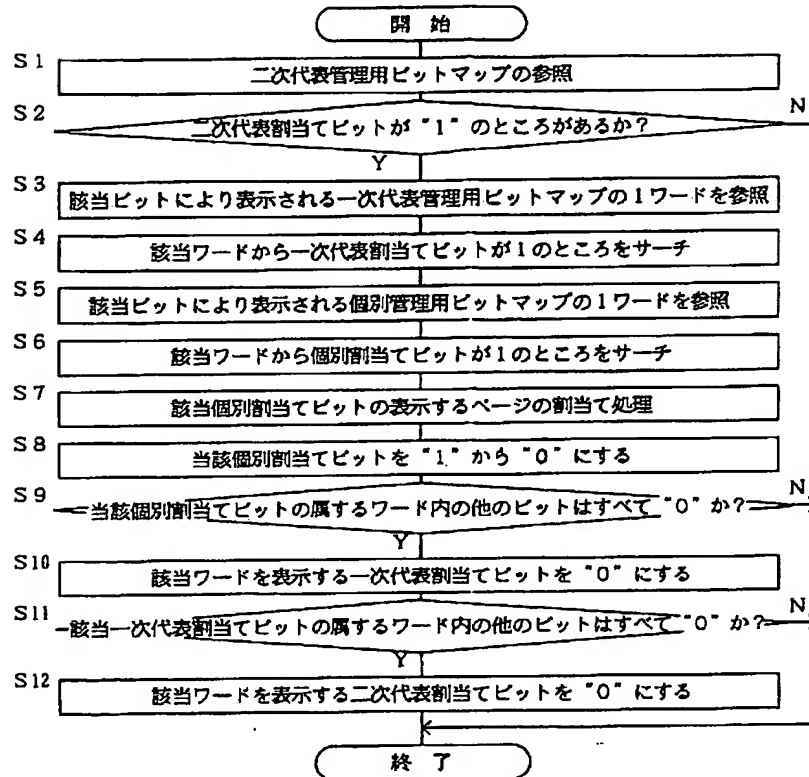 開始
S1
二次代表管理用ビットマップの参照
S2
二次代表割当てビットが"1"のところがあるか?
N
Y
S3
該当ビットにより表示される一次代表管理用ビットマップの1ワードを参照
S4
該当ワードから一次代表割当てビットが1のところをサーチ
S5
該当ビットにより表示される個別管理用ビットマップの1ワードを参照
S6
該当ワードから個別割当てビットが1のところをサーチ
S7
該当個別割当てビットの表示するページの割当て処理
S8
当該個別割当てビットを"1"から"0"にする
S9
当該個別割当てビットの属するワード内の他のビットはすべて"0"か?
N
Y
S10
該当ワードを表示する一次代表割当てビットを"0"にする
S11
該当一次代表割当てビットの属するワード内の他のビットはすべて"0"か?
N
Y
S12
該当ワードを表示する二次代表割当てビットを"0"にする
終了